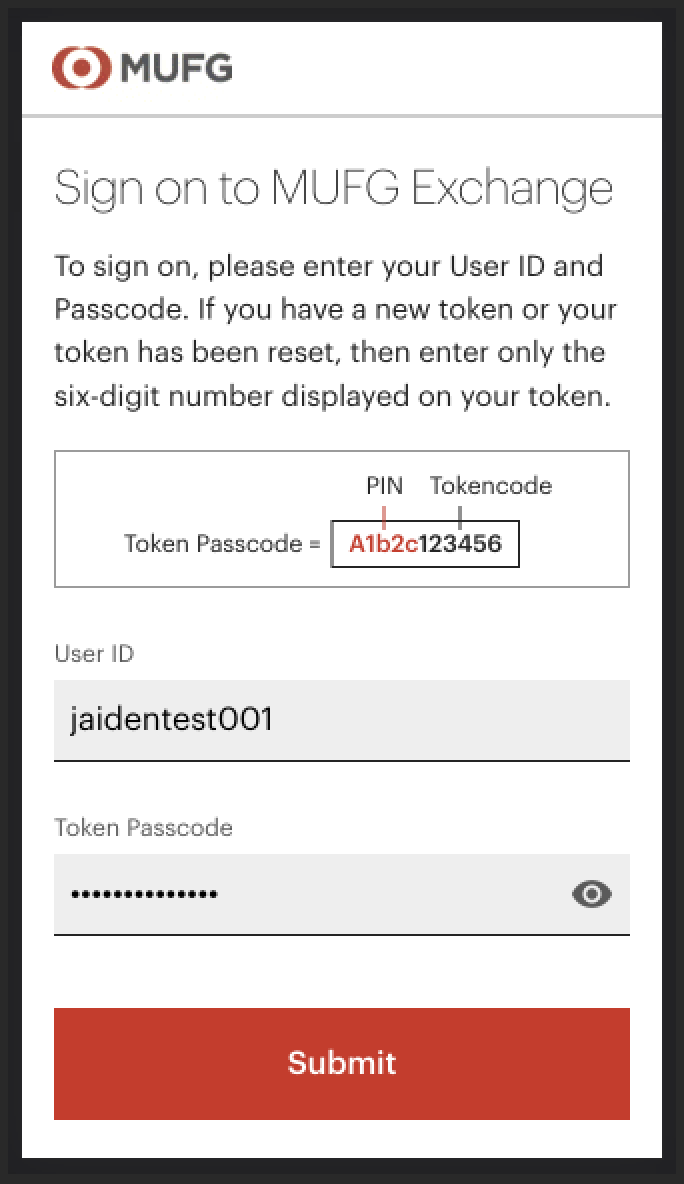 MUFG
Sign on to MUFG Exchange
To sign on, please enter your User ID and
Passcode. If you have a new token or your
token has been reset, then enter only the
six-digit number displayed on your token.
PIN Tokencode
Token Passcode = A1b2c123456
User ID
jaidentest001
Token Passcode
••••••••••••••
Submit